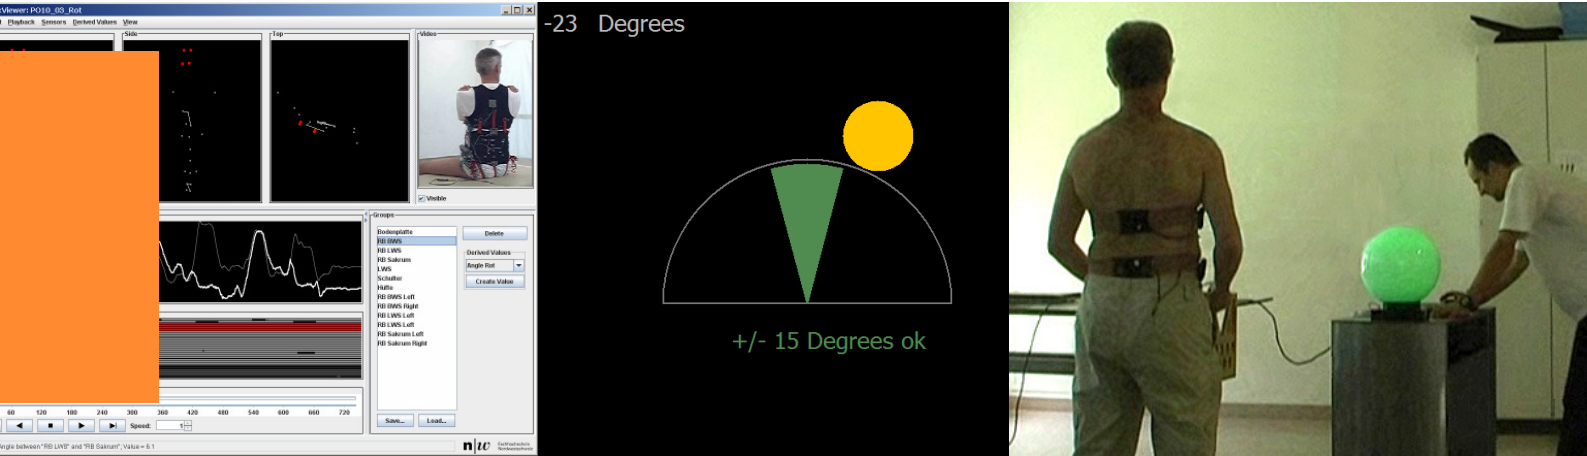 :Viewer: PO10_03_Rot
Playback Sensors Derived Values View
Side
Top
Video
Visible
Groups
Bodenplatte
RB BWS
RB LWS
RB Sakrum
LWS
Schulter
Hüfte
RB BWS Left
RB BWS Right
RB LWS Left
RB LWS Left
RB Sakrum Left
RB Sakrum Right
Delete
Derived Values
Angle Rot
Create Value
60 120 180 240 300 360 420 480 540 600 660 720
Speed: 1
Save... Load...
Angle between "RB LWS" and "RB Sakrum", Value = 6.1
n|w Fachhochschule
Nordwestschweiz
-23 Degrees
+/- 15 Degrees ok